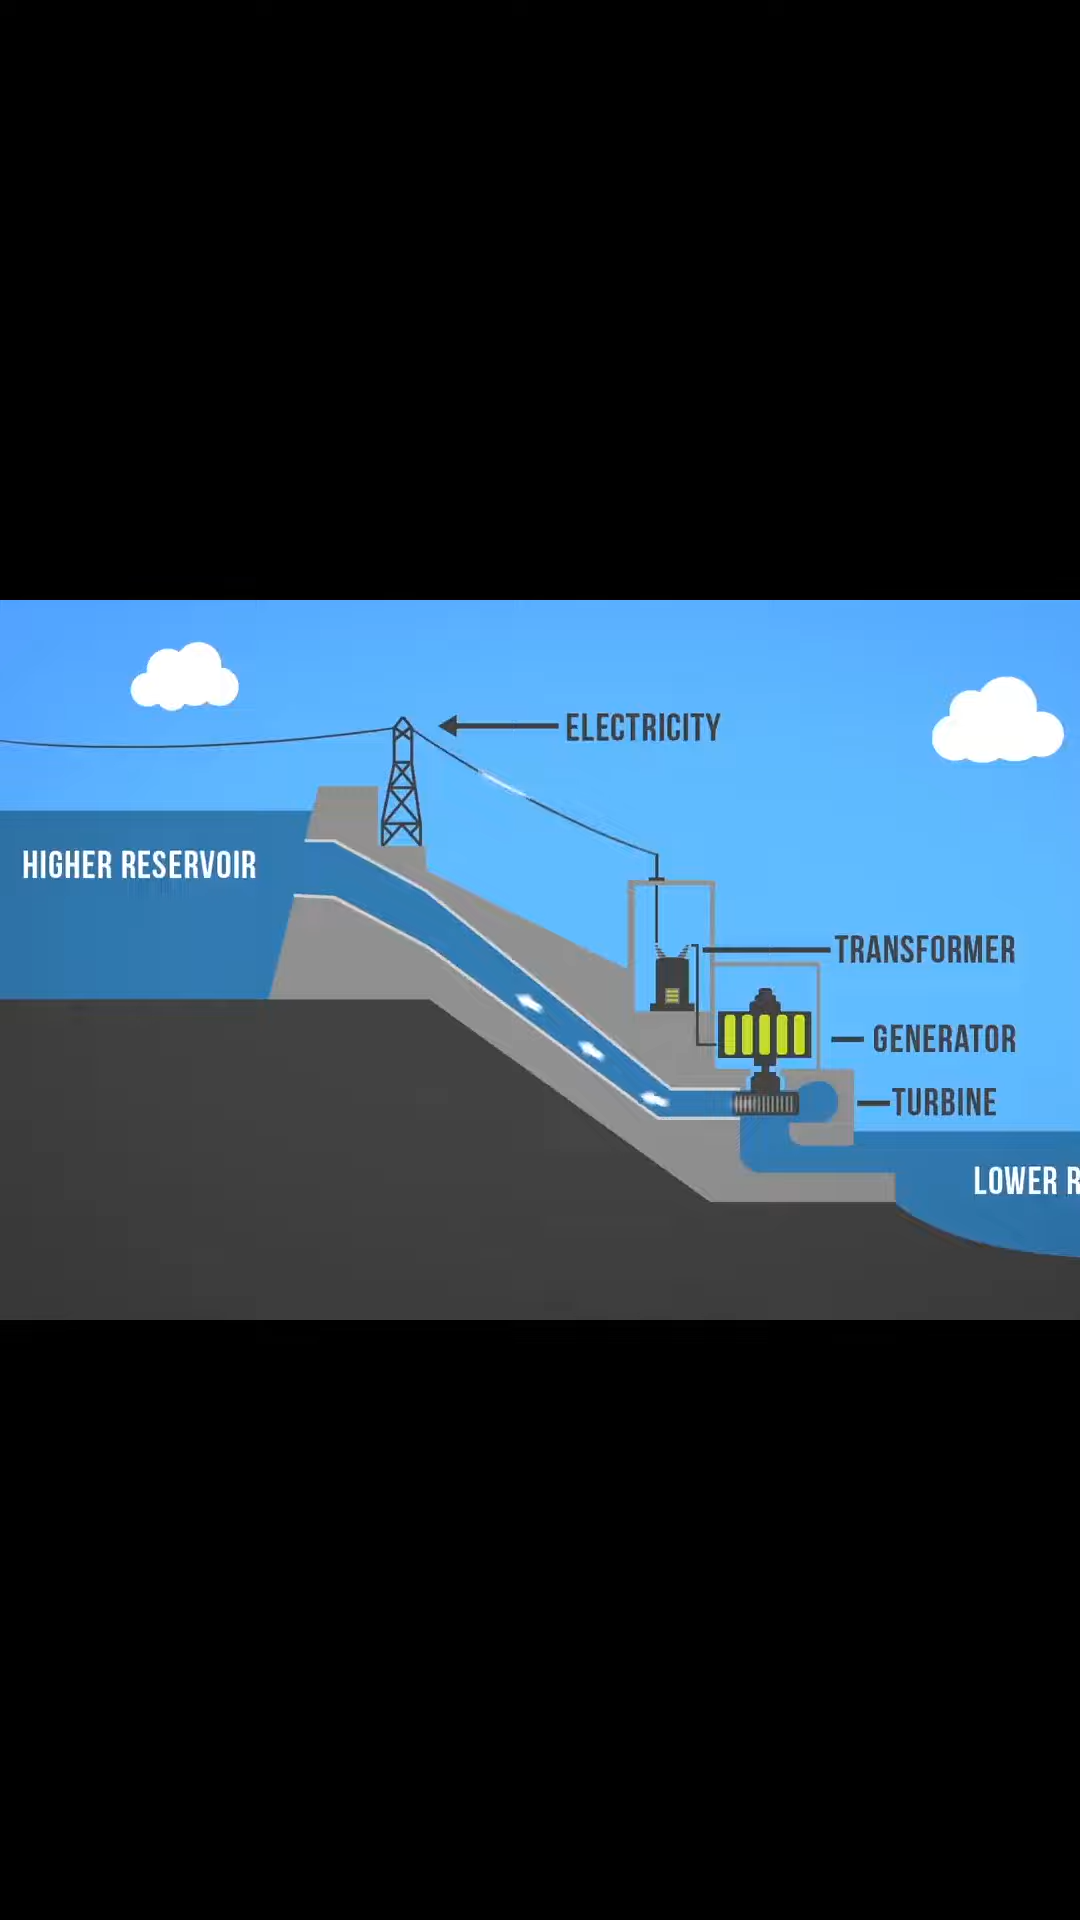 ELECTRICITY
HIGHER RESERVOIR
TRANSFORMER
GENERATOR
TURBINE
LOWER R